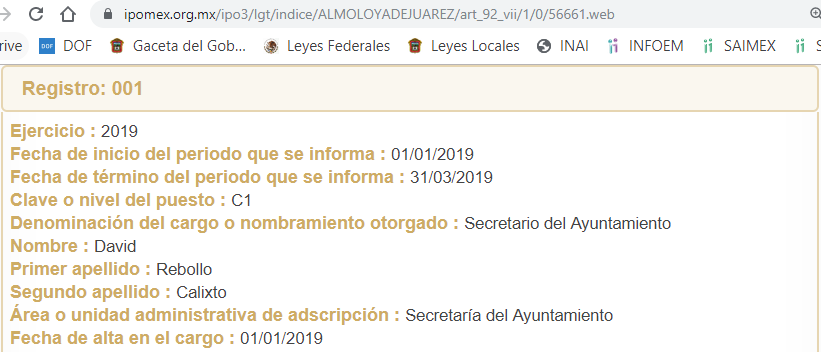 ipomex.org.mx/ipo3/lgt/indice/ALMOLOYADEJUAREZ/art_92_vii/1/0/56661.web
rive DOF Gaceta del Gob... Leyes Federales Leyes Locales INAI INFOEM SAIMEX S
Registro: 001
Ejercicio : 2019
Fecha de inicio del periodo que se informa : 01/01/2019
Fecha de término del periodo que se informa : 31/03/2019
Clave o nivel del puesto : C1
Denominación del cargo o nombramiento otorgado : Secretario del Ayuntamiento
Nombre : David
Primer apellido : Rebollo
Segundo apellido : Calixto
Área o unidad administrativa de adscripción : Secretaría del Ayuntamiento
Fecha de alta en el cargo : 01/01/2019